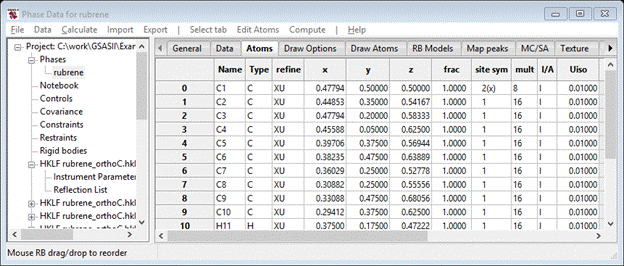 Phase Data for rubrene
File Data Calculate Import Export | Select tab Edit Atoms Compute | Help
Project: C:\work\GSASII\Exam
Phases
rubrene
Notebook
Controls
Covariance
Constraints
Restraints
Rigid bodies
HKLF rubrene_orthoC.hkl
Instrument Parameter
Reflection List
HKLF rubrene_orthoC.hkl
HKLF rubrene_orthoC.hkl
General Data Atoms Draw Options Draw Atoms RB Models Map peaks MC/SA Texture
Name Type refine x y z frac site sym mult I/A Uiso
0 C1 C XU 0.47794 0.50000 0.50000 1.0000 2(x) 8 I 0.01000
1 C2 C XU 0.44853 0.35000 0.54167 1.0000 1 16 I 0.01000
2 C3 C XU 0.47794 0.20000 0.58333 1.0000 1 16 I 0.01000
3 C4 C XU 0.45588 0.05000 0.62500 1.0000 1 16 I 0.01000
4 C5 C XU 0.39706 0.37500 0.56944 1.0000 1 16 I 0.01000
5 C6 C XU 0.38235 0.47500 0.63889 1.0000 1 16 I 0.01000
6 C7 C XU 0.36029 0.25000 0.52778 1.0000 1 16 I 0.01000
7 C8 C XU 0.30882 0.25000 0.55556 1.0000 1 16 I 0.01000
8 C9 C XU 0.33088 0.47500 0.68056 1.0000 1 16 I 0.01000
9 C10 C XU 0.29412 0.37500 0.62500 1.0000 1 16 I 0.01000
10 H11 H XU 0.37500 0.17500 0.47222 1.0000 1 16 I 0.01000
Mouse RB drag/drop to reorder